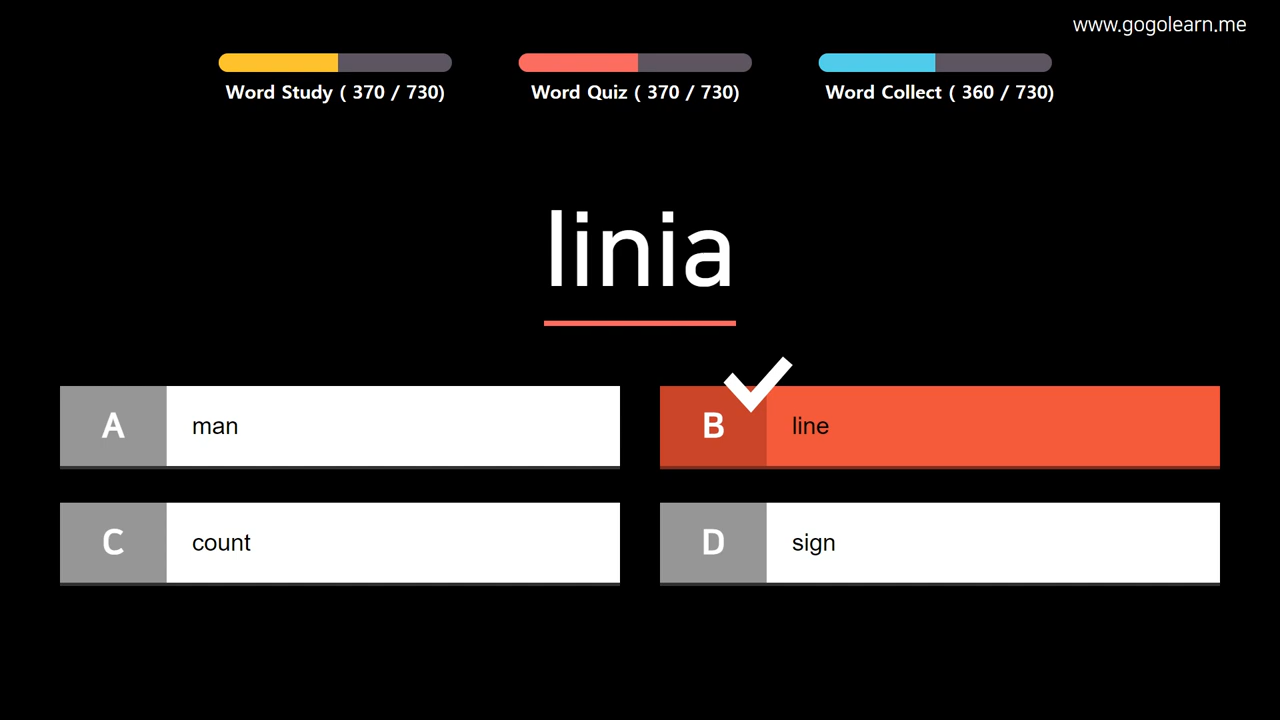 www.gogolearn.me
Word Study ( 370 / 730)
Word Quiz ( 370 / 730)
Word Collect ( 360 / 730)
linia
A
man
B
line
C
count
D
sign